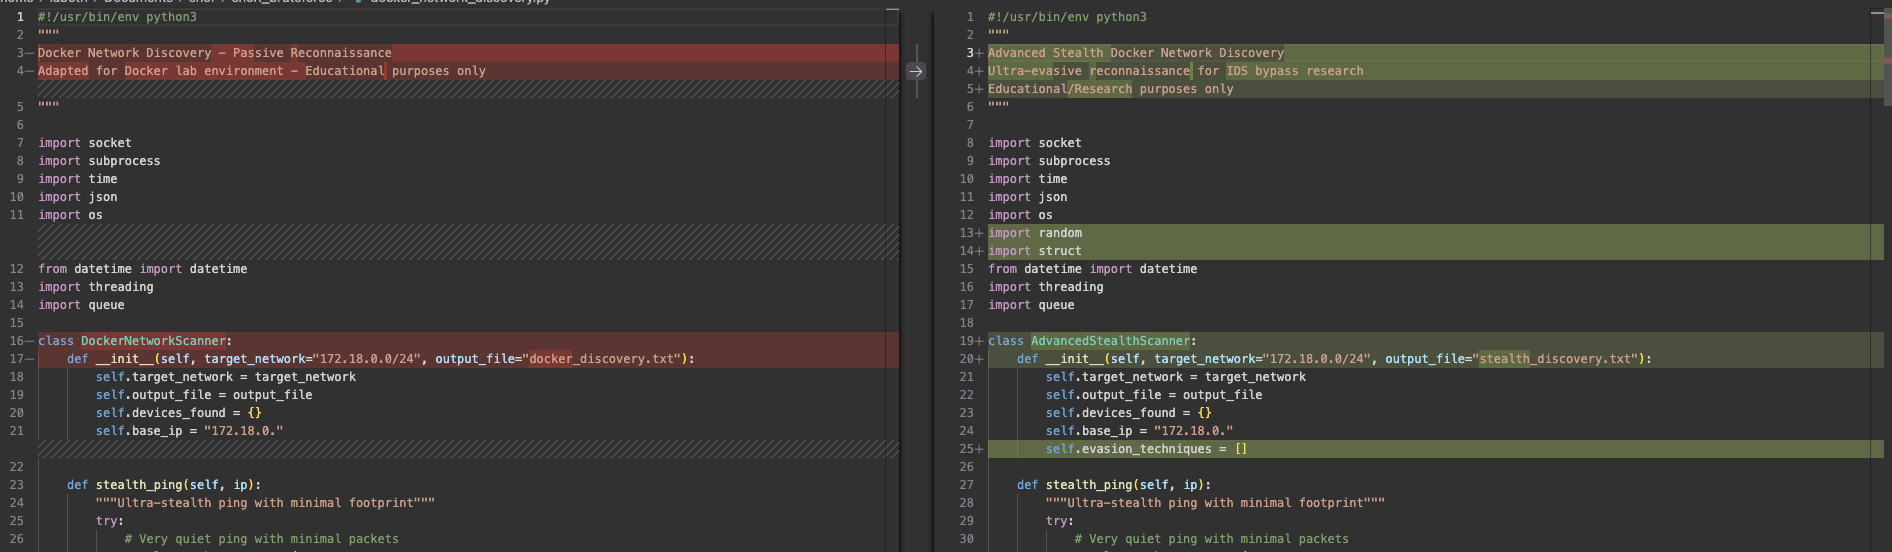 home > labeth > Documents > shor > shori_bruteforce > docker_network_discovery.py
1 #!/usr/bin/env python3
2 """
3— Docker Network Discovery - Passive Reconnaissance
4— Adapted for Docker lab environment - Educational purposes only
5 """
6
7 import socket
8 import subprocess
9 import time
10 import json
11 import os
12 from datetime import datetime
13 import threading
14 import queue
15
16— class DockerNetworkScanner:
17— def __init__(self, target_network="172.18.0.0/24", output_file="docker_discovery.txt"):
18 self.target_network = target_network
19 self.output_file = output_file
20 self.devices_found = {}
21 self.base_ip = "172.18.0."
22
23 def stealth_ping(self, ip):
24 """Ultra-stealth ping with minimal footprint"""
25 try:
26 # Very quiet ping with minimal packets
1 #!/usr/bin/env python3
2 """
3+ Advanced Stealth Docker Network Discovery
4+ Ultra-evasive reconnaissance for IDS bypass research
5+ Educational/Research purposes only
6 """
7
8 import socket
9 import subprocess
10 import time
11 import json
12 import os
13+ import random
14+ import struct
15 from datetime import datetime
16 import threading
17 import queue
18
19+ class AdvancedStealthScanner:
20+ def __init__(self, target_network="172.18.0.0/24", output_file="stealth_discovery.txt"):
21 self.target_network = target_network
22 self.output_file = output_file
23 self.devices_found = {}
24 self.base_ip = "172.18.0."
25+ self.evasion_techniques = []
26
27 def stealth_ping(self, ip):
28 """Ultra-stealth ping with minimal footprint"""
29 try:
30 # Very quiet ping with minimal packets